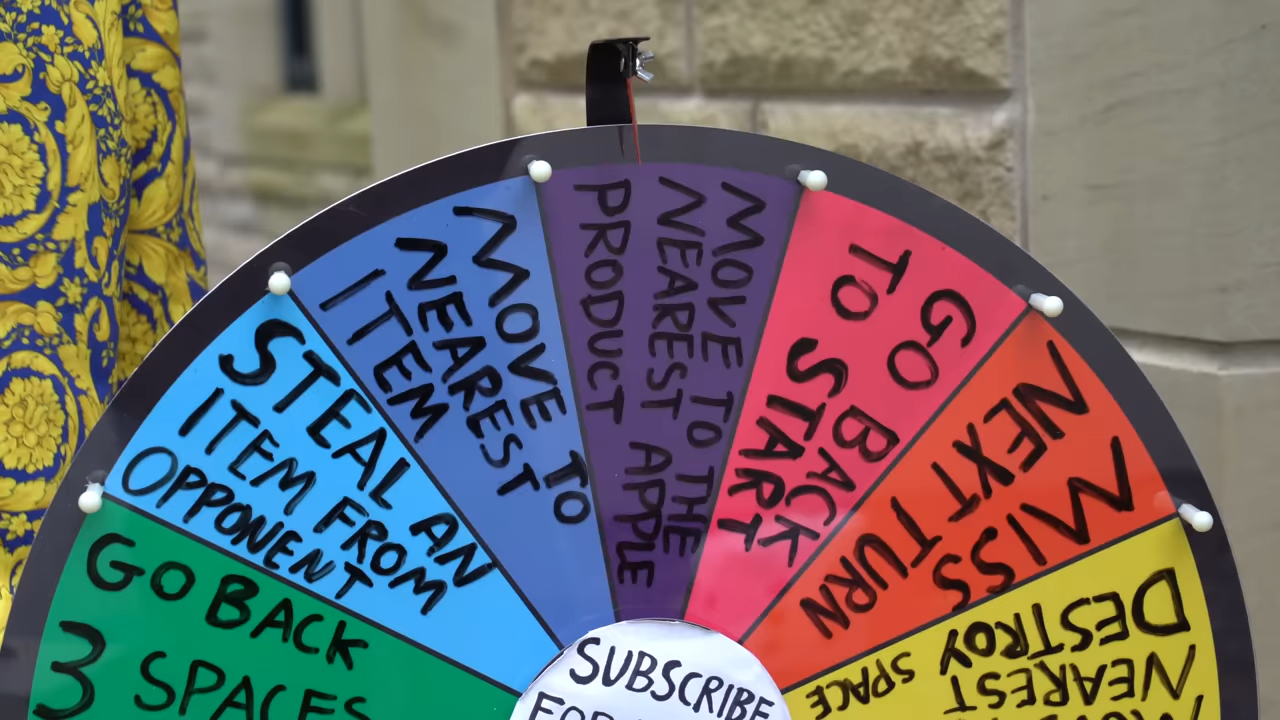 GO BACK
3 SPACES
STEAL AN
ITEM FROM
OPPONENT
MOVE TO
NEAREST
ITEM
MOVE TO THE
NEAREST APPLE
PRODUCT
GO BACK
TO START
MISS
NEXT TURN
DESTROY
NEAREST
SPACE
SUBSCRIBE